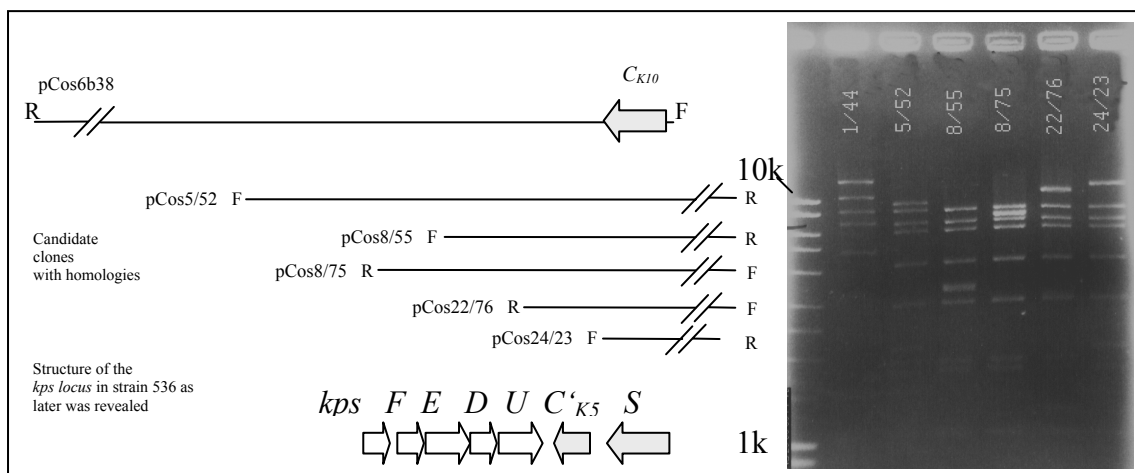 pCos6b38
C_{K10}
R
F
pCos5/52 F
R
Candidate
clones
with homologies
pCos8/55 F
R
pCos8/75 R
F
pCos22/76 R
F
pCos24/23 F
R
Structure of the
kps locus in strain 536 as
later was revealed
kps F E D U C‘_{K5} S
10k
1k
1/44
5/52
8/55
8/75
22/76
24/23